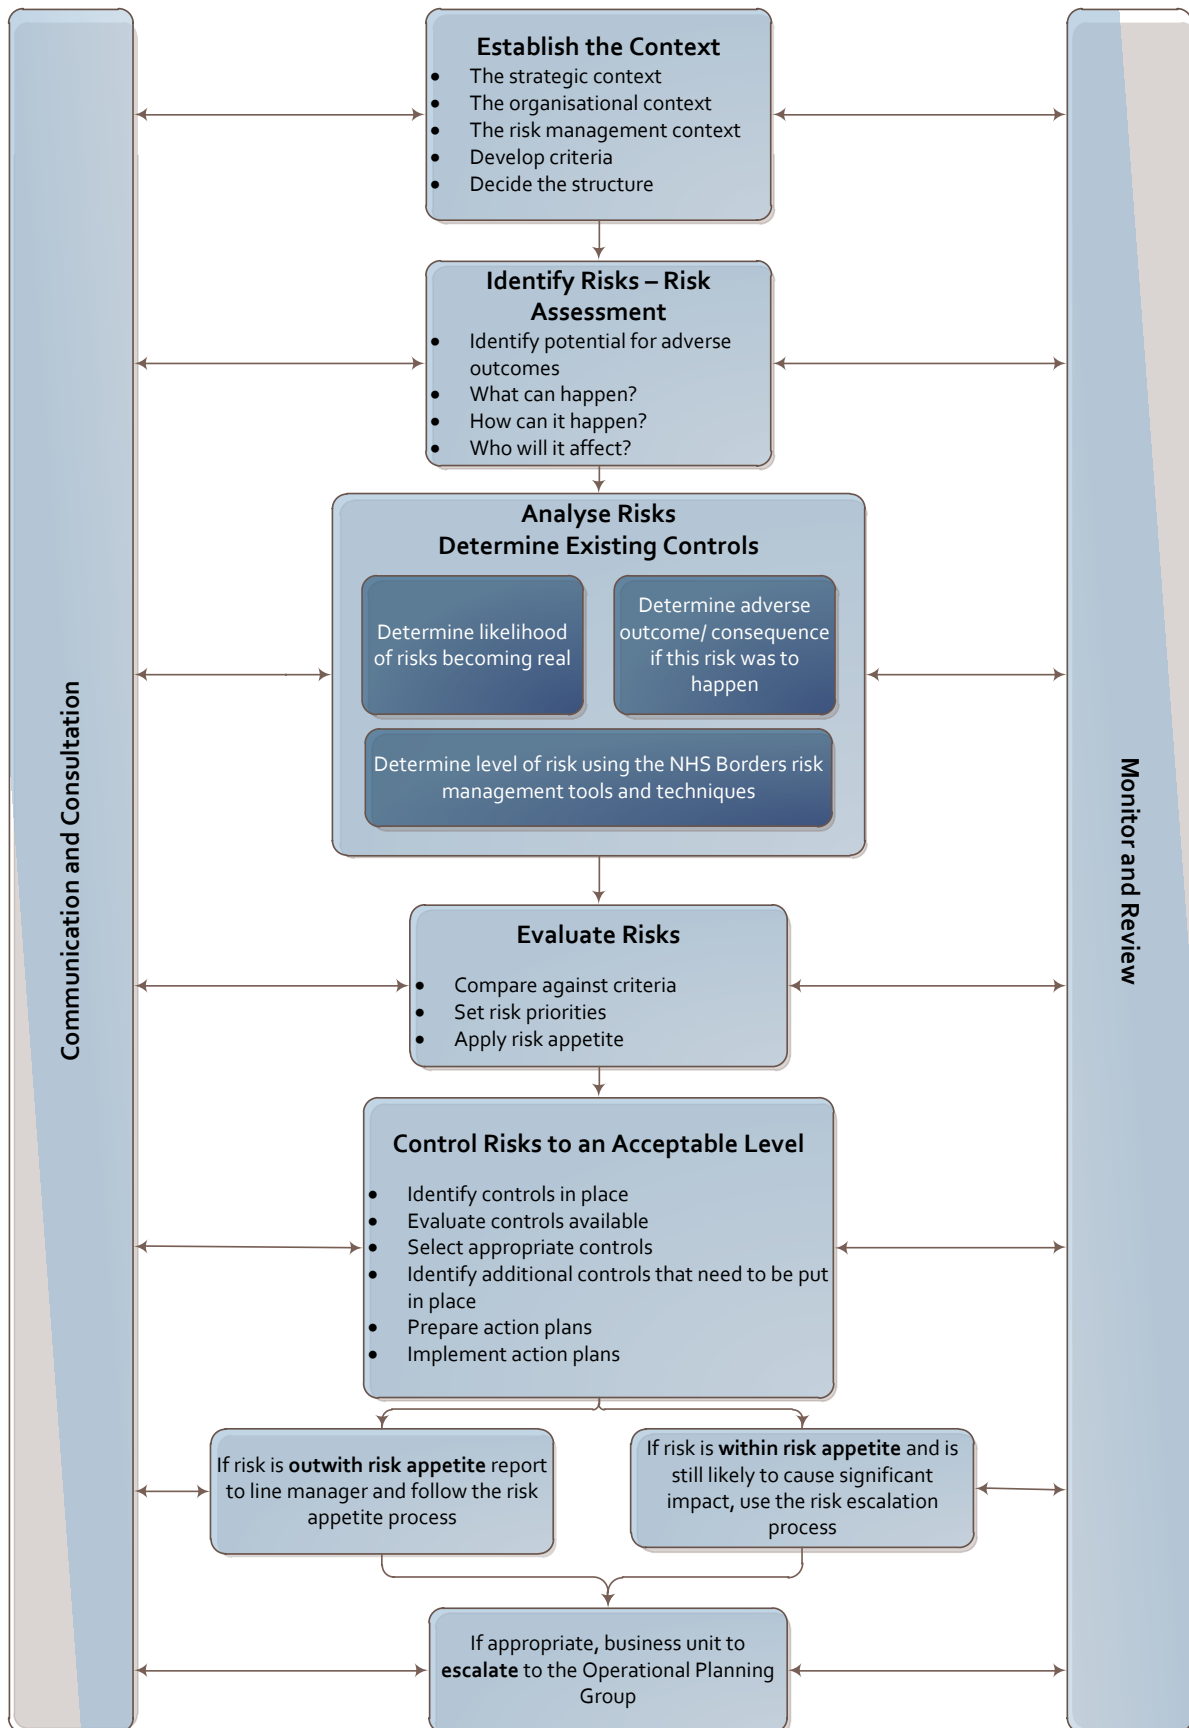 Establish the Context
• The strategic context
• The organisational context
• The risk management context
• Develop criteria
• Decide the structure
Identify Risks – Risk
Assessment
• Identify potential for adverse
outcomes
• What can happen?
• How can it happen?
• Who will it affect?
Analyse Risks
Determine Existing Controls
Determine likelihood
of risks becoming real
Determine adverse
outcome/ consequence
if this risk was to
happen
Determine level of risk using the NHS Borders risk
management tools and techniques
Communication and Consultation
Monitor and Review
Evaluate Risks
• Compare against criteria
• Set risk priorities
• Apply risk appetite
Control Risks to an Acceptable Level
• Identify controls in place
• Evaluate controls available
• Select appropriate controls
• Identify additional controls that need to be put
in place
• Prepare action plans
• Implement action plans
If risk is outwith risk appetite report
to line manager and follow the risk
appetite process
If risk is within risk appetite and is
still likely to cause significant
impact, use the risk escalation
process
If appropriate, business unit to
escalate to the Operational Planning
Group